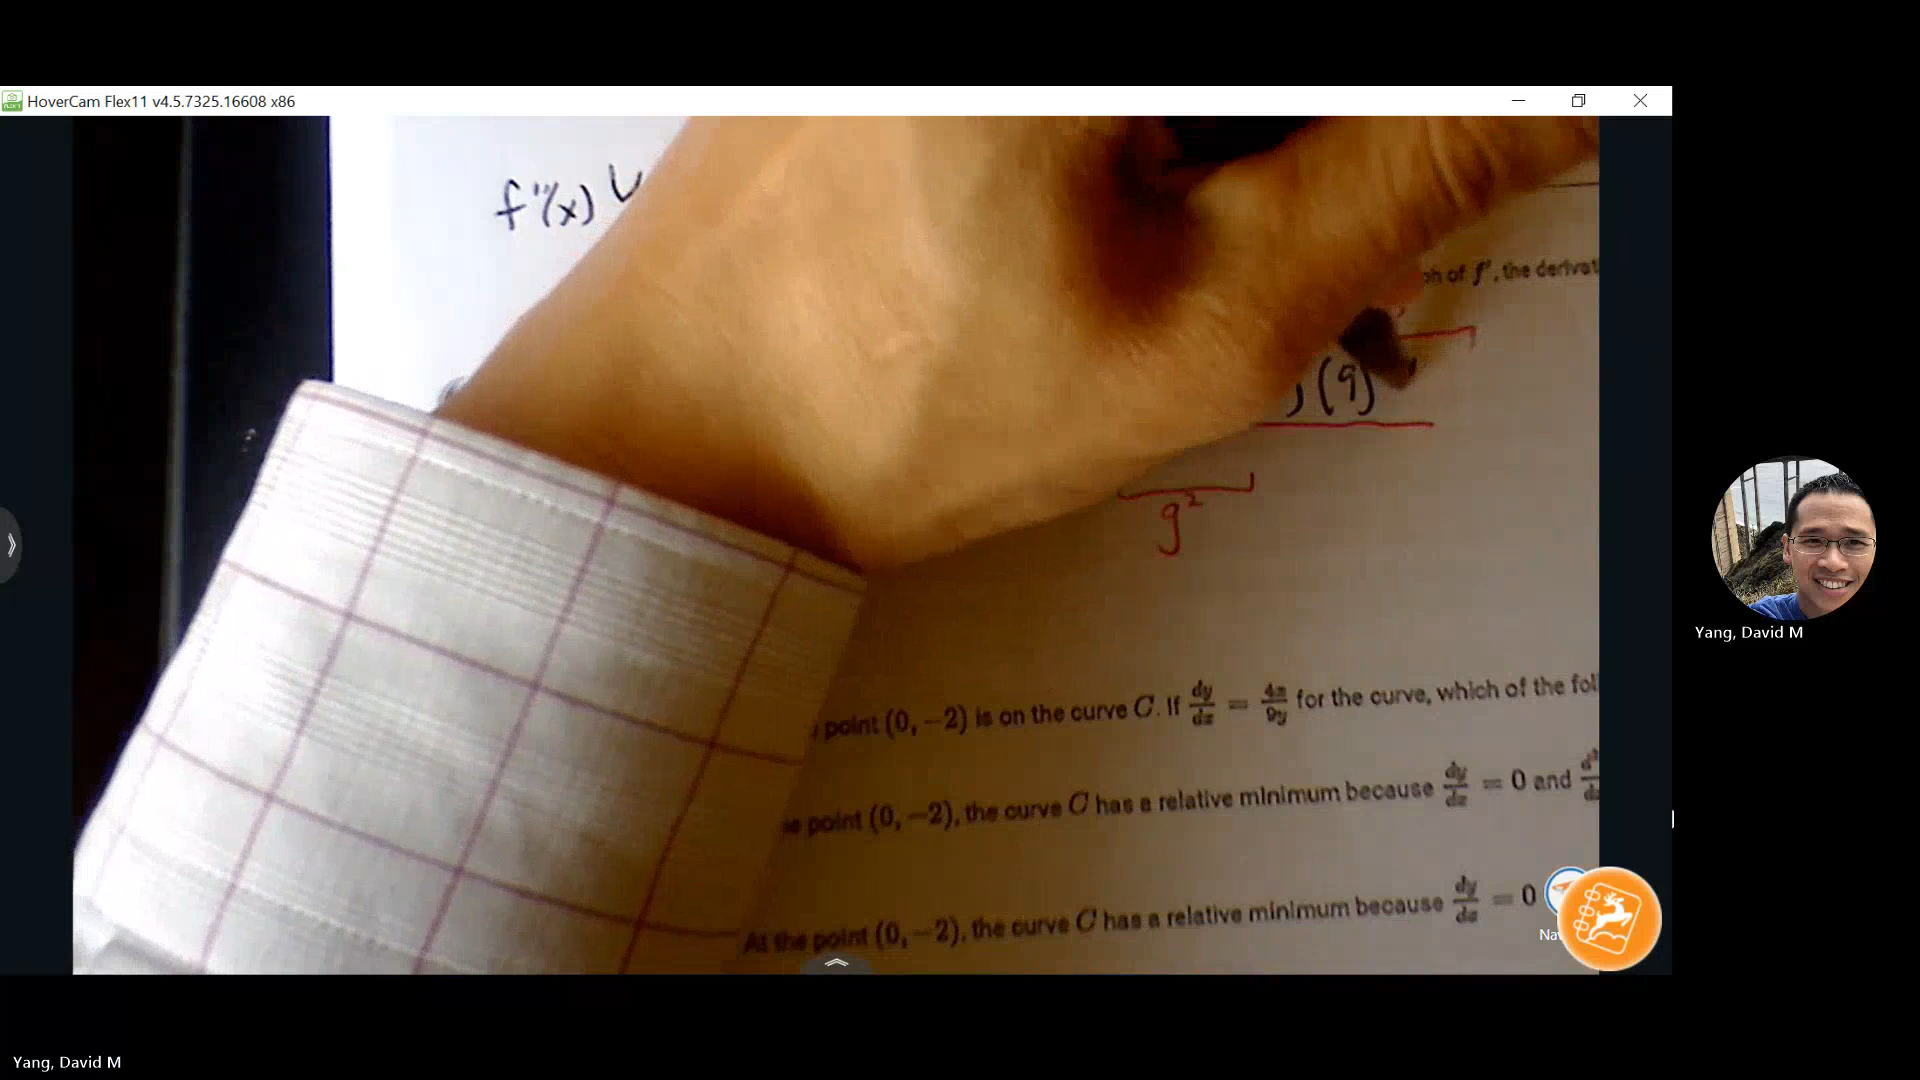 HoverCam Flex11 v4.5.7325.16608 x86
f"(x)
ph of f', the derivat
(9)
g²
point (0, −2) is on the curve C. If dy/dx = 4x/9y for the curve, which of the fol
point (0, −2), the curve C has a relative minimum because dy/dx = 0 and
At the point (0, −2), the curve C has a relative minimum because dy/dx = 0
Na
Yang, David M
Yang, David M